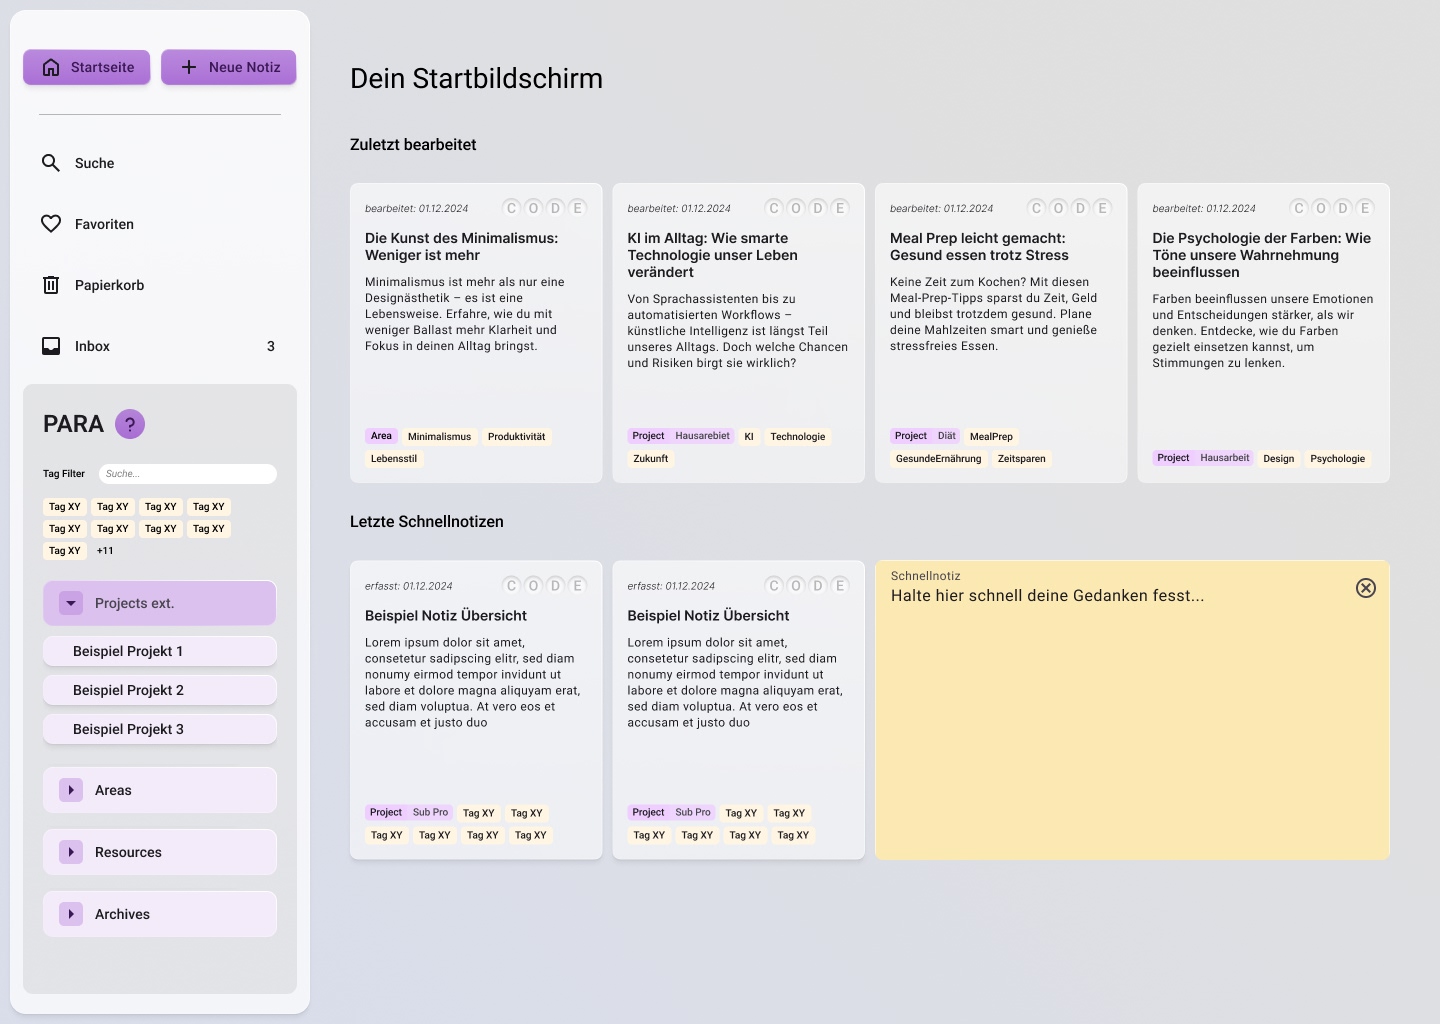 Startseite
Neue Notiz
Suche
Favoriten
Papierkorb
Inbox 3
PARA ?
Tag Filter Suche...
Tag XY Tag XY Tag XY Tag XY
Tag XY Tag XY Tag XY Tag XY
Tag XY +11
Projects ext.
Beispiel Projekt 1
Beispiel Projekt 2
Beispiel Projekt 3
Areas
Resources
Archives
Dein Startbildschirm
Zuletzt bearbeitet
bearbeitet: 01.12.2024 C O D E
Die Kunst des Minimalismus:
Weniger ist mehr
Minimalismus ist mehr als nur eine
Designästhetik – es ist eine
Lebensweise. Erfahre, wie du mit
weniger Ballast mehr Klarheit und
Fokus in deinen Alltag bringst.
Area Minimalismus Produktivität
Lebensstil
bearbeitet: 01.12.2024 C O D E
KI im Alltag: Wie smarte
Technologie unser Leben
verändert
Von Sprachassistenten bis zu
automatisierten Workflows –
künstliche Intelligenz ist längst Teil
unseres Alltags. Doch welche Chancen
und Risiken birgt sie wirklich?
Project Hausarebiet KI Technologie
Zukunft
bearbeitet: 01.12.2024 C O D E
Meal Prep leicht gemacht:
Gesund essen trotz Stress
Keine Zeit zum Kochen? Mit diesen
Meal-Prep-Tipps sparst du Zeit, Geld
und bleibst trotzdem gesund. Plane
deine Mahlzeiten smart und genieße
stressfreies Essen.
Project Diät MealPrep
GesundeErnährung Zeitsparen
bearbeitet: 01.12.2024 C O D E
Die Psychologie der Farben: Wie
Töne unsere Wahrnehmung
beeinflussen
Farben beeinflussen unsere Emotionen
und Entscheidungen stärker, als wir
denken. Entdecke, wie du Farben
gezielt einsetzen kannst, um
Stimmungen zu lenken.
Project Hausarbeit Design Psychologie
Letzte Schnellnotizen
erfasst: 01.12.2024 C O D E
Beispiel Notiz Übersicht
Lorem ipsum dolor sit amet,
consetetur sadipscing elitr, sed diam
nonumy eirmod tempor invidunt ut
labore et dolore magna aliquyam erat,
sed diam voluptua. At vero eos et
accusam et justo duo
Project Sub Pro Tag XY Tag XY
Tag XY Tag XY Tag XY Tag XY
erfasst: 01.12.2024 C O D E
Beispiel Notiz Übersicht
Lorem ipsum dolor sit amet,
consetetur sadipscing elitr, sed diam
nonumy eirmod tempor invidunt ut
labore et dolore magna aliquyam erat,
sed diam voluptua. At vero eos et
accusam et justo duo
Project Sub Pro Tag XY Tag XY
Tag XY Tag XY Tag XY Tag XY
Schnellnotiz
Halte hier schnell deine Gedanken fesst...